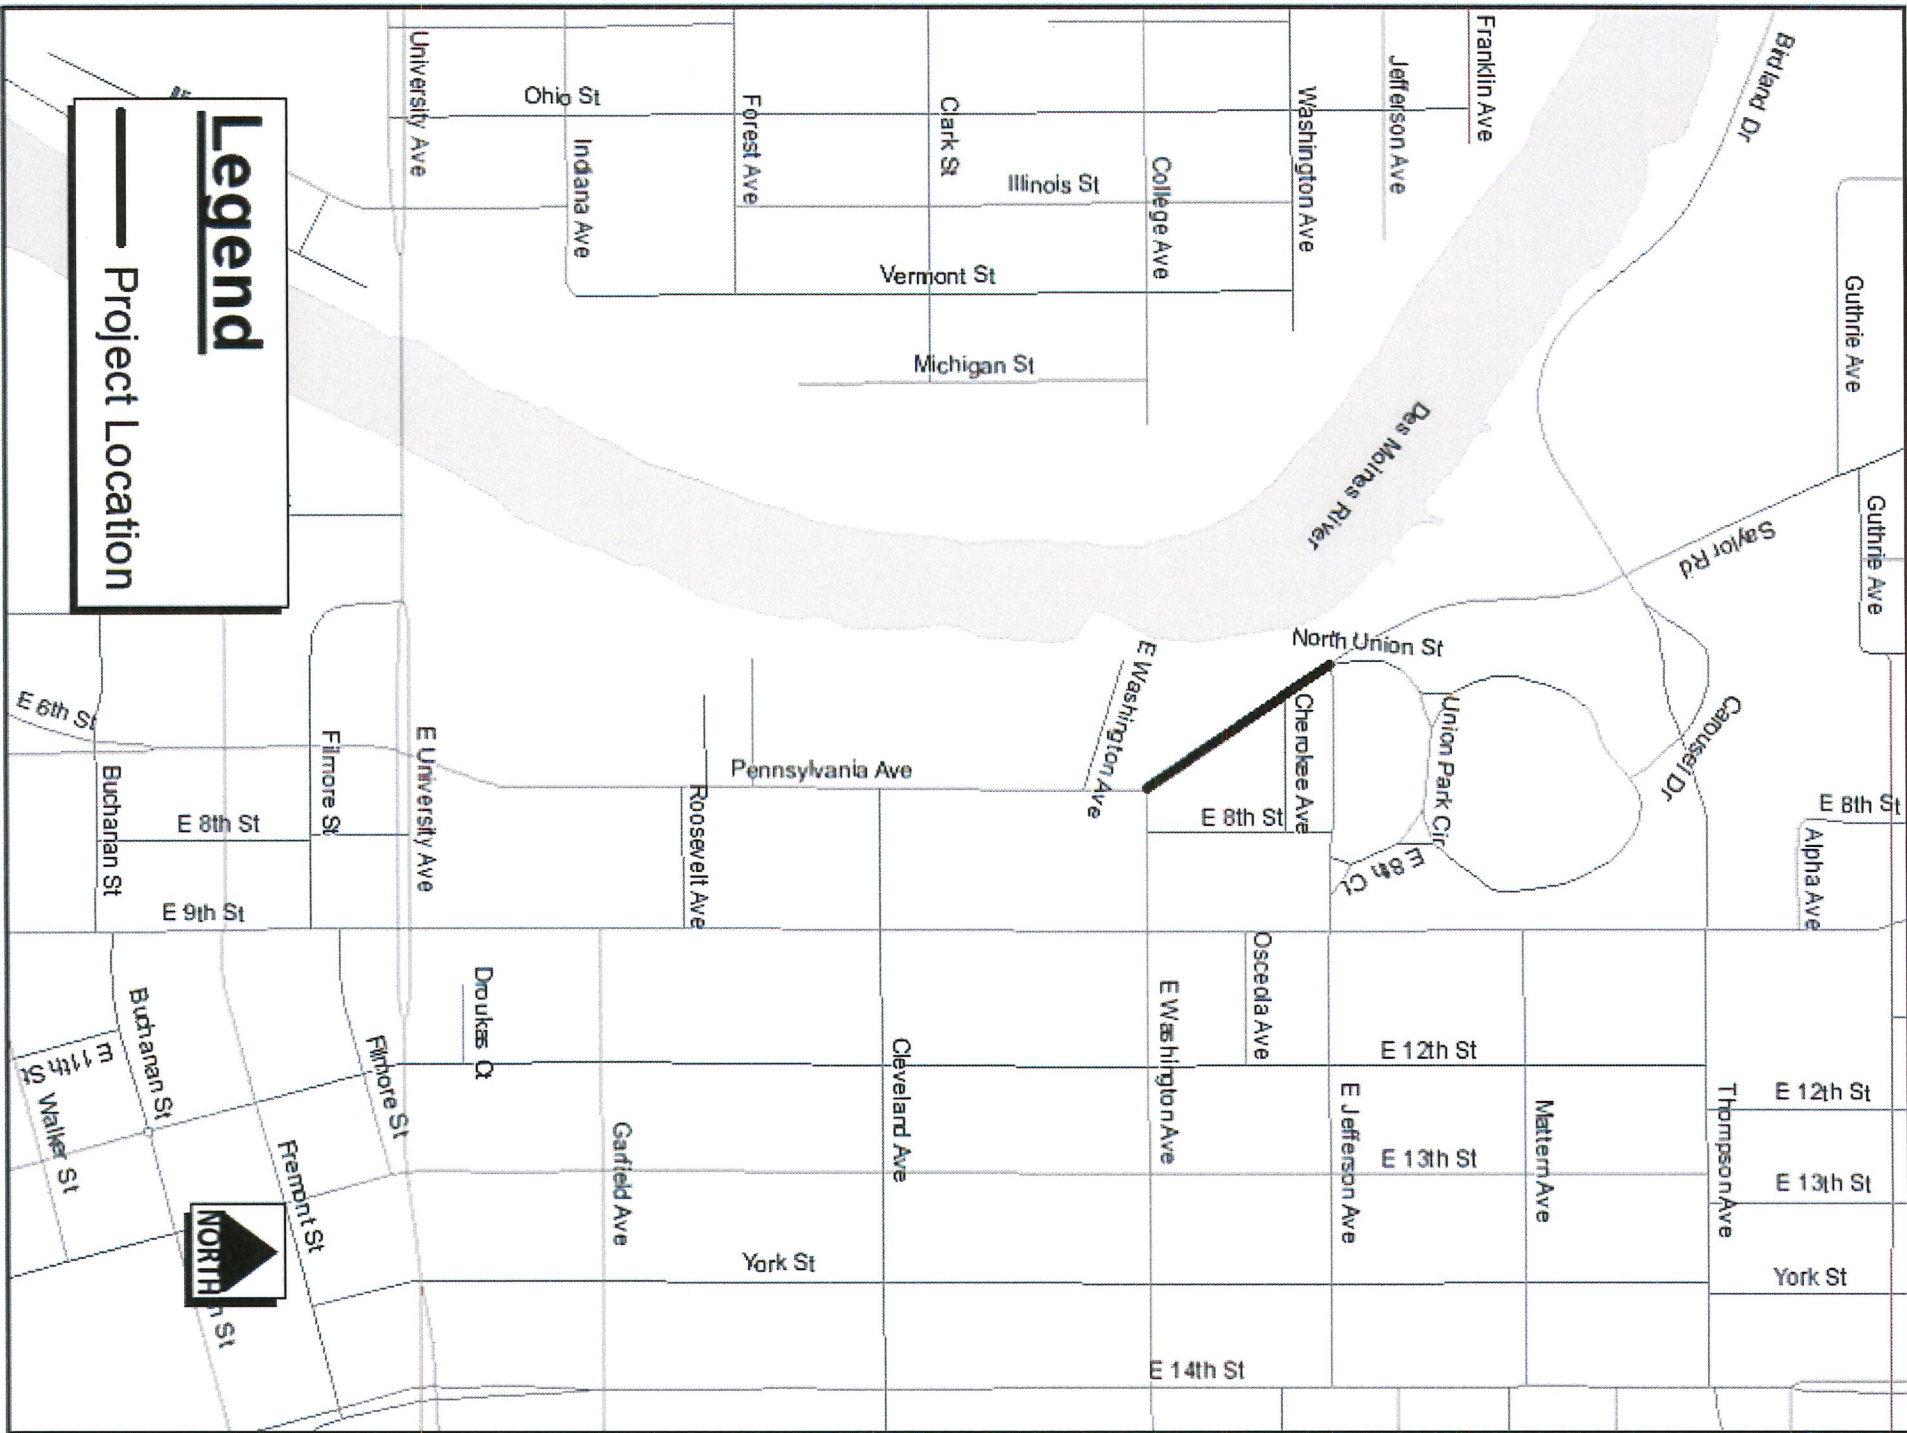 Legend
Project Location
NORTH
University Ave
Ohio St
Indiana Ave
Forest Ave
Clark St
Illinois St
College Ave
Washington Ave
Jefferson Ave
Franklin Ave
Birdland Dr
Guthrie Ave
Guthrie Ave
Vermont St
Michigan St
Des Moines River
Saylor Rd
North Union St
E Washington Ave
Cherokee Ave
Union Park Cir
Carousel Dr
E 8th St
Alpha Ave
E 6th St
Buchanan St
E 8th St
Filmore St
E University Ave
Pennsylvania Ave
Roosevelt Ave
E 8th St
E 8th Ct
E 9th St
Buchanan St
E 11th St
Walker St
Fremont St
Filmore St
Droukas Ct
Garfield Ave
Cleveland Ave
E Washington Ave
Osceola Ave
E 12th St
E Jefferson Ave
E 13th St
Mattern Ave
Thompson Ave
E 12th St
E 13th St
York St
York St
E 14th St
n St